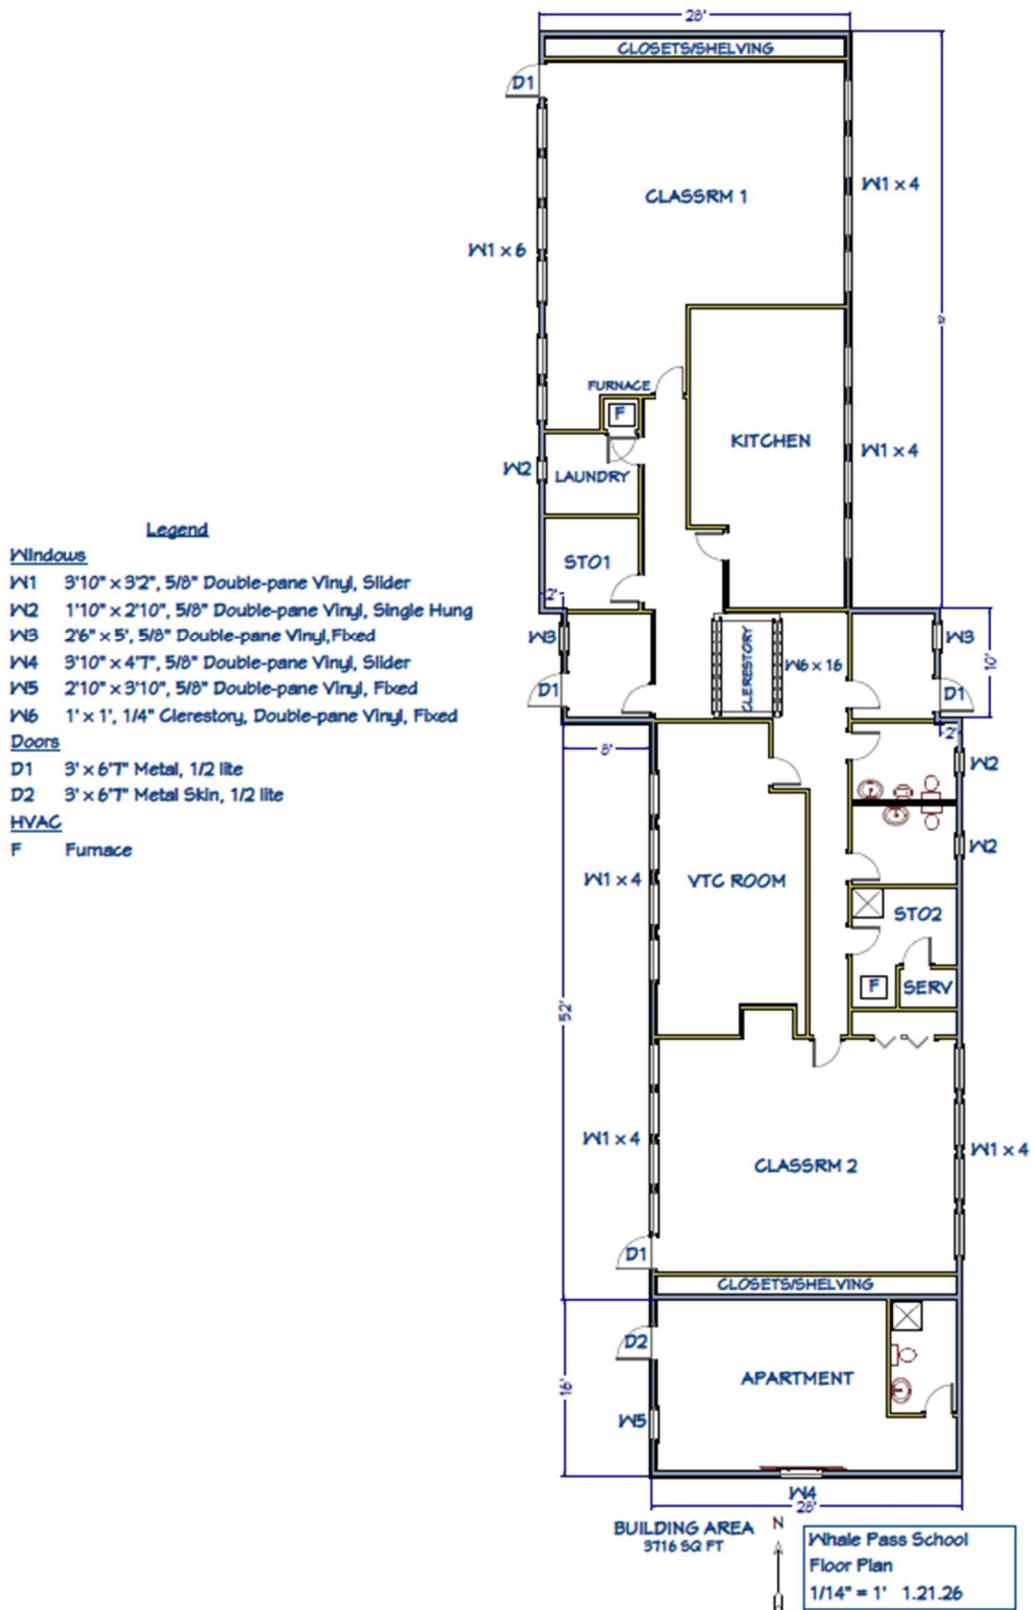 28'
CLOSETS/SHELVING
D1
CLASSRM 1
W1 x 4
W1 x 6
FURNACE
F
KITCHEN
W1 x 4
W2
LAUNDRY
STO1
2'
W3
CLERESTORY
W6 x 16
W3
10'
D1
D1
8'
2'
W2
W2
W1 x 4
VTC ROOM
STO2
F
SERV
52'
W1 x 4
CLASSRM 2
W1 x 4
D1
CLOSETS/SHELVING
D2
APARTMENT
16'
W5
W4
28'
Legend
Windows
W1 3'10" x 3'2", 5/8" Double-pane Vinyl, Slider
W2 1'10" x 2'10", 5/8" Double-pane Vinyl, Single Hung
W3 2'6" x 5', 5/8" Double-pane Vinyl,Fixed
W4 3'10" x 4'7", 5/8" Double-pane Vinyl, Slider
W5 2'10" x 3'10", 5/8" Double-pane Vinyl, Fixed
W6 1' x 1', 1/4" Clerestory, Double-pane Vinyl, Fixed
Doors
D1 3' x 6'7" Metal, 1/2 lite
D2 3' x 6'7" Metal Skin, 1/2 lite
HVAC
F Furnace
BUILDING AREA
3716 SQ FT
N
Whale Pass School
Floor Plan
1/14" = 1' 1.21.26